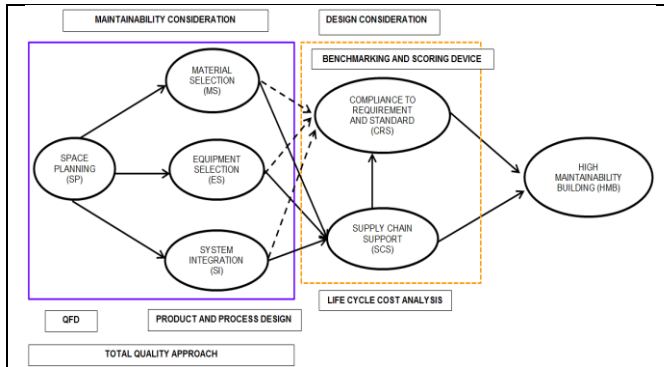 MAINTAINABILITY CONSIDERATION
DESIGN CONSIDERATION
BENCHMARKING AND SCORING DEVICE
MATERIAL
SELECTION
(MS)
COMPLIANCE TO
REQUIREMENT
AND STANDARD
(CRS)
SPACE
PLANNING
(SP)
EQUIPMENT
SELECTION
(ES)
HIGH
MAINTAINABILITY
BUILDING (HMB)
SYSTEM
INTEGRATION
(SI)
SUPPLY CHAIN
SUPPORT
(SCS)
LIFE CYCLE COST ANALYSIS
QFD
PRODUCT AND PROCESS DESIGN
TOTAL QUALITY APPROACH